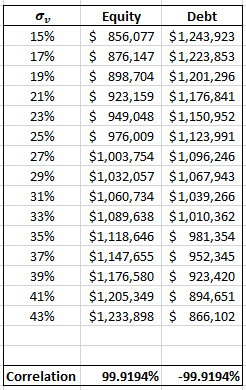 σv Equity Debt
15% $ 856,077 $1,243,923
17% $ 876,147 $1,223,853
19% $ 898,704 $1,201,296
21% $ 923,159 $1,176,841
23% $ 949,048 $1,150,952
25% $ 976,009 $1,123,991
27% $1,003,754 $1,096,246
29% $1,032,057 $1,067,943
31% $1,060,734 $1,039,266
33% $1,089,638 $1,010,362
35% $1,118,646 $ 981,354
37% $1,147,655 $ 952,345
39% $1,176,580 $ 923,420
41% $1,205,349 $ 894,651
43% $1,233,898 $ 866,102
Correlation 99.9194% -99.9194%